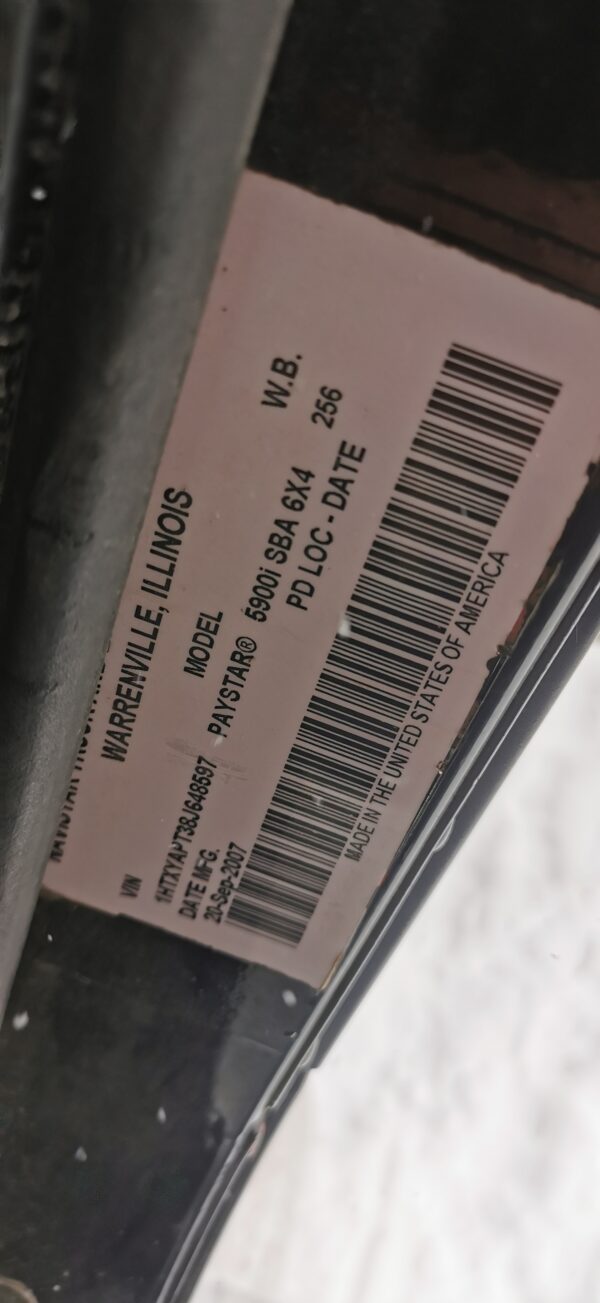 WARRENVILLE, ILLINOIS
VIN MODEL W.B.
1HTXYAPT38J648597 PAYSTAR® 5900i SBA 6X4 256
DATE MFG. PD LOC - DATE
20-Sep-2007
MADE IN THE UNITED STATES OF AMERICA